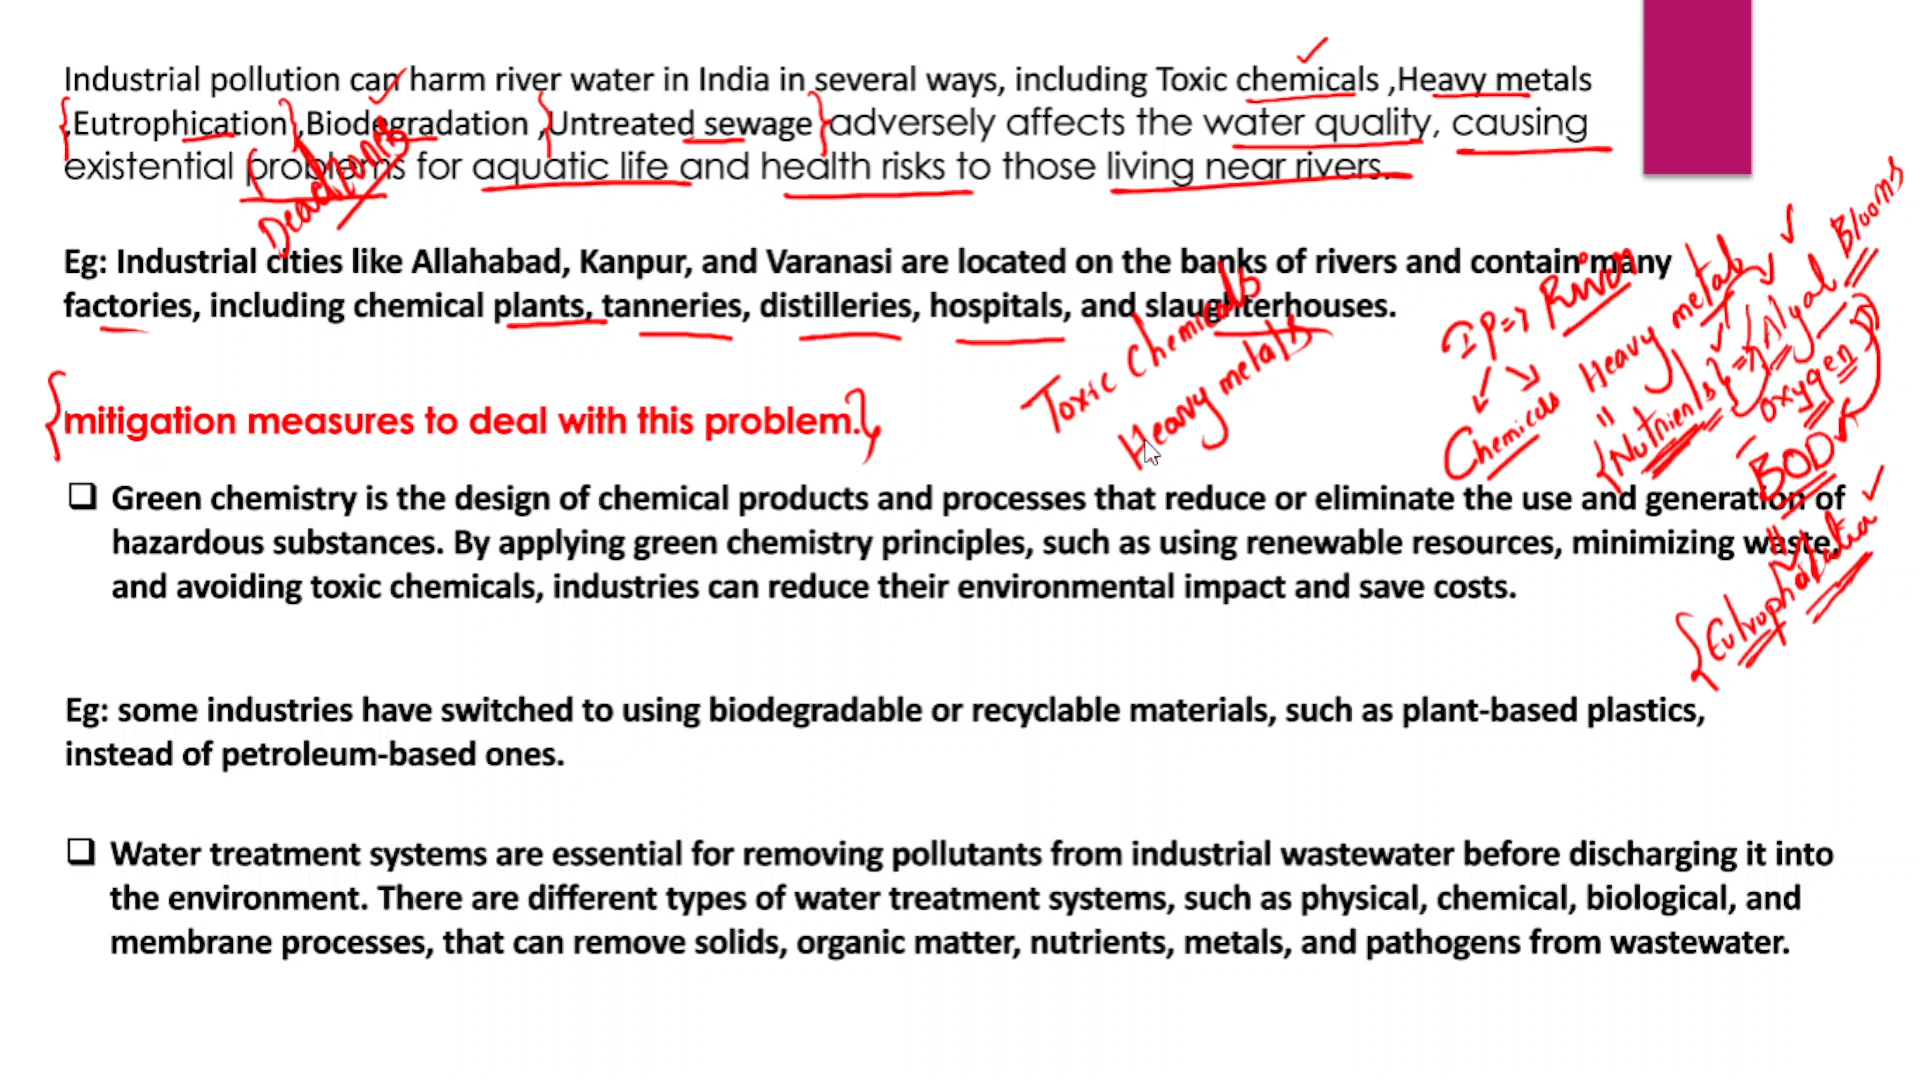 Industrial pollution can harm river water in India in several ways, including Toxic chemicals ,Heavy metals
,Eutrophication ,Biodegradation ,Untreated sewage adversely affects the water quality, causing
existential problems for aquatic life and health risks to those living near rivers.
Eg: Industrial cities like Allahabad, Kanpur, and Varanasi are located on the banks of rivers and contain many
factories, including chemical plants, tanneries, distilleries, hospitals, and slaughterhouses.
Toxic Chemicals
Heavy metals
IP => River
Chemicals
Heavy metals
{Nutrients} => {Algal Blooms
Oxygen
BOD
mitigation measures to deal with this problem.
❑ Green chemistry is the design of chemical products and processes that reduce or eliminate the use and generation of
hazardous substances. By applying green chemistry principles, such as using renewable resources, minimizing waste,
and avoiding toxic chemicals, industries can reduce their environmental impact and save costs.
Eg: some industries have switched to using biodegradable or recyclable materials, such as plant-based plastics,
instead of petroleum-based ones.
❑ Water treatment systems are essential for removing pollutants from industrial wastewater before discharging it into
the environment. There are different types of water treatment systems, such as physical, chemical, biological, and
membrane processes, that can remove solids, organic matter, nutrients, metals, and pathogens from wastewater.